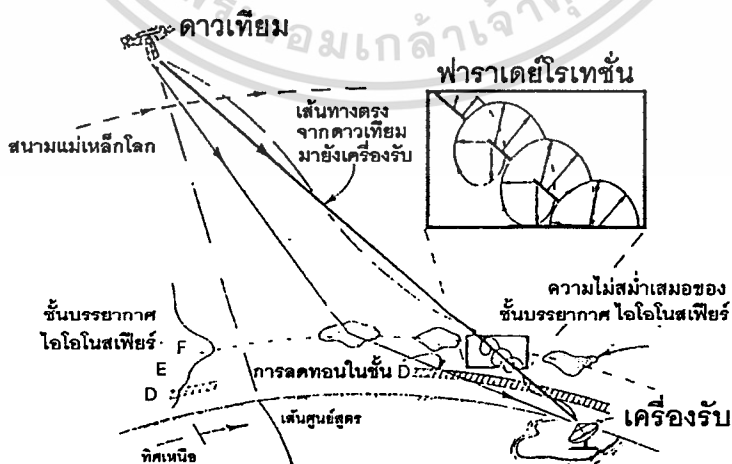 ดาวเทียม
ฟาราเดย์โรเทชั่น
สนามแม่เหล็กโลก
เส้นทางตรง
จากดาวเทียม
มายังเครื่องรับ
ความไม่สม่ำเสมอของ
ชั้นบรรยากาศ ไอโอโนสเฟียร์
ชั้นบรรยากาศ
ไอโอโนสเฟียร์
F
E
D
การลดทอนในชั้น D
เครื่องรับ
เส้นศูนย์สูตร
ทิศเหนือ